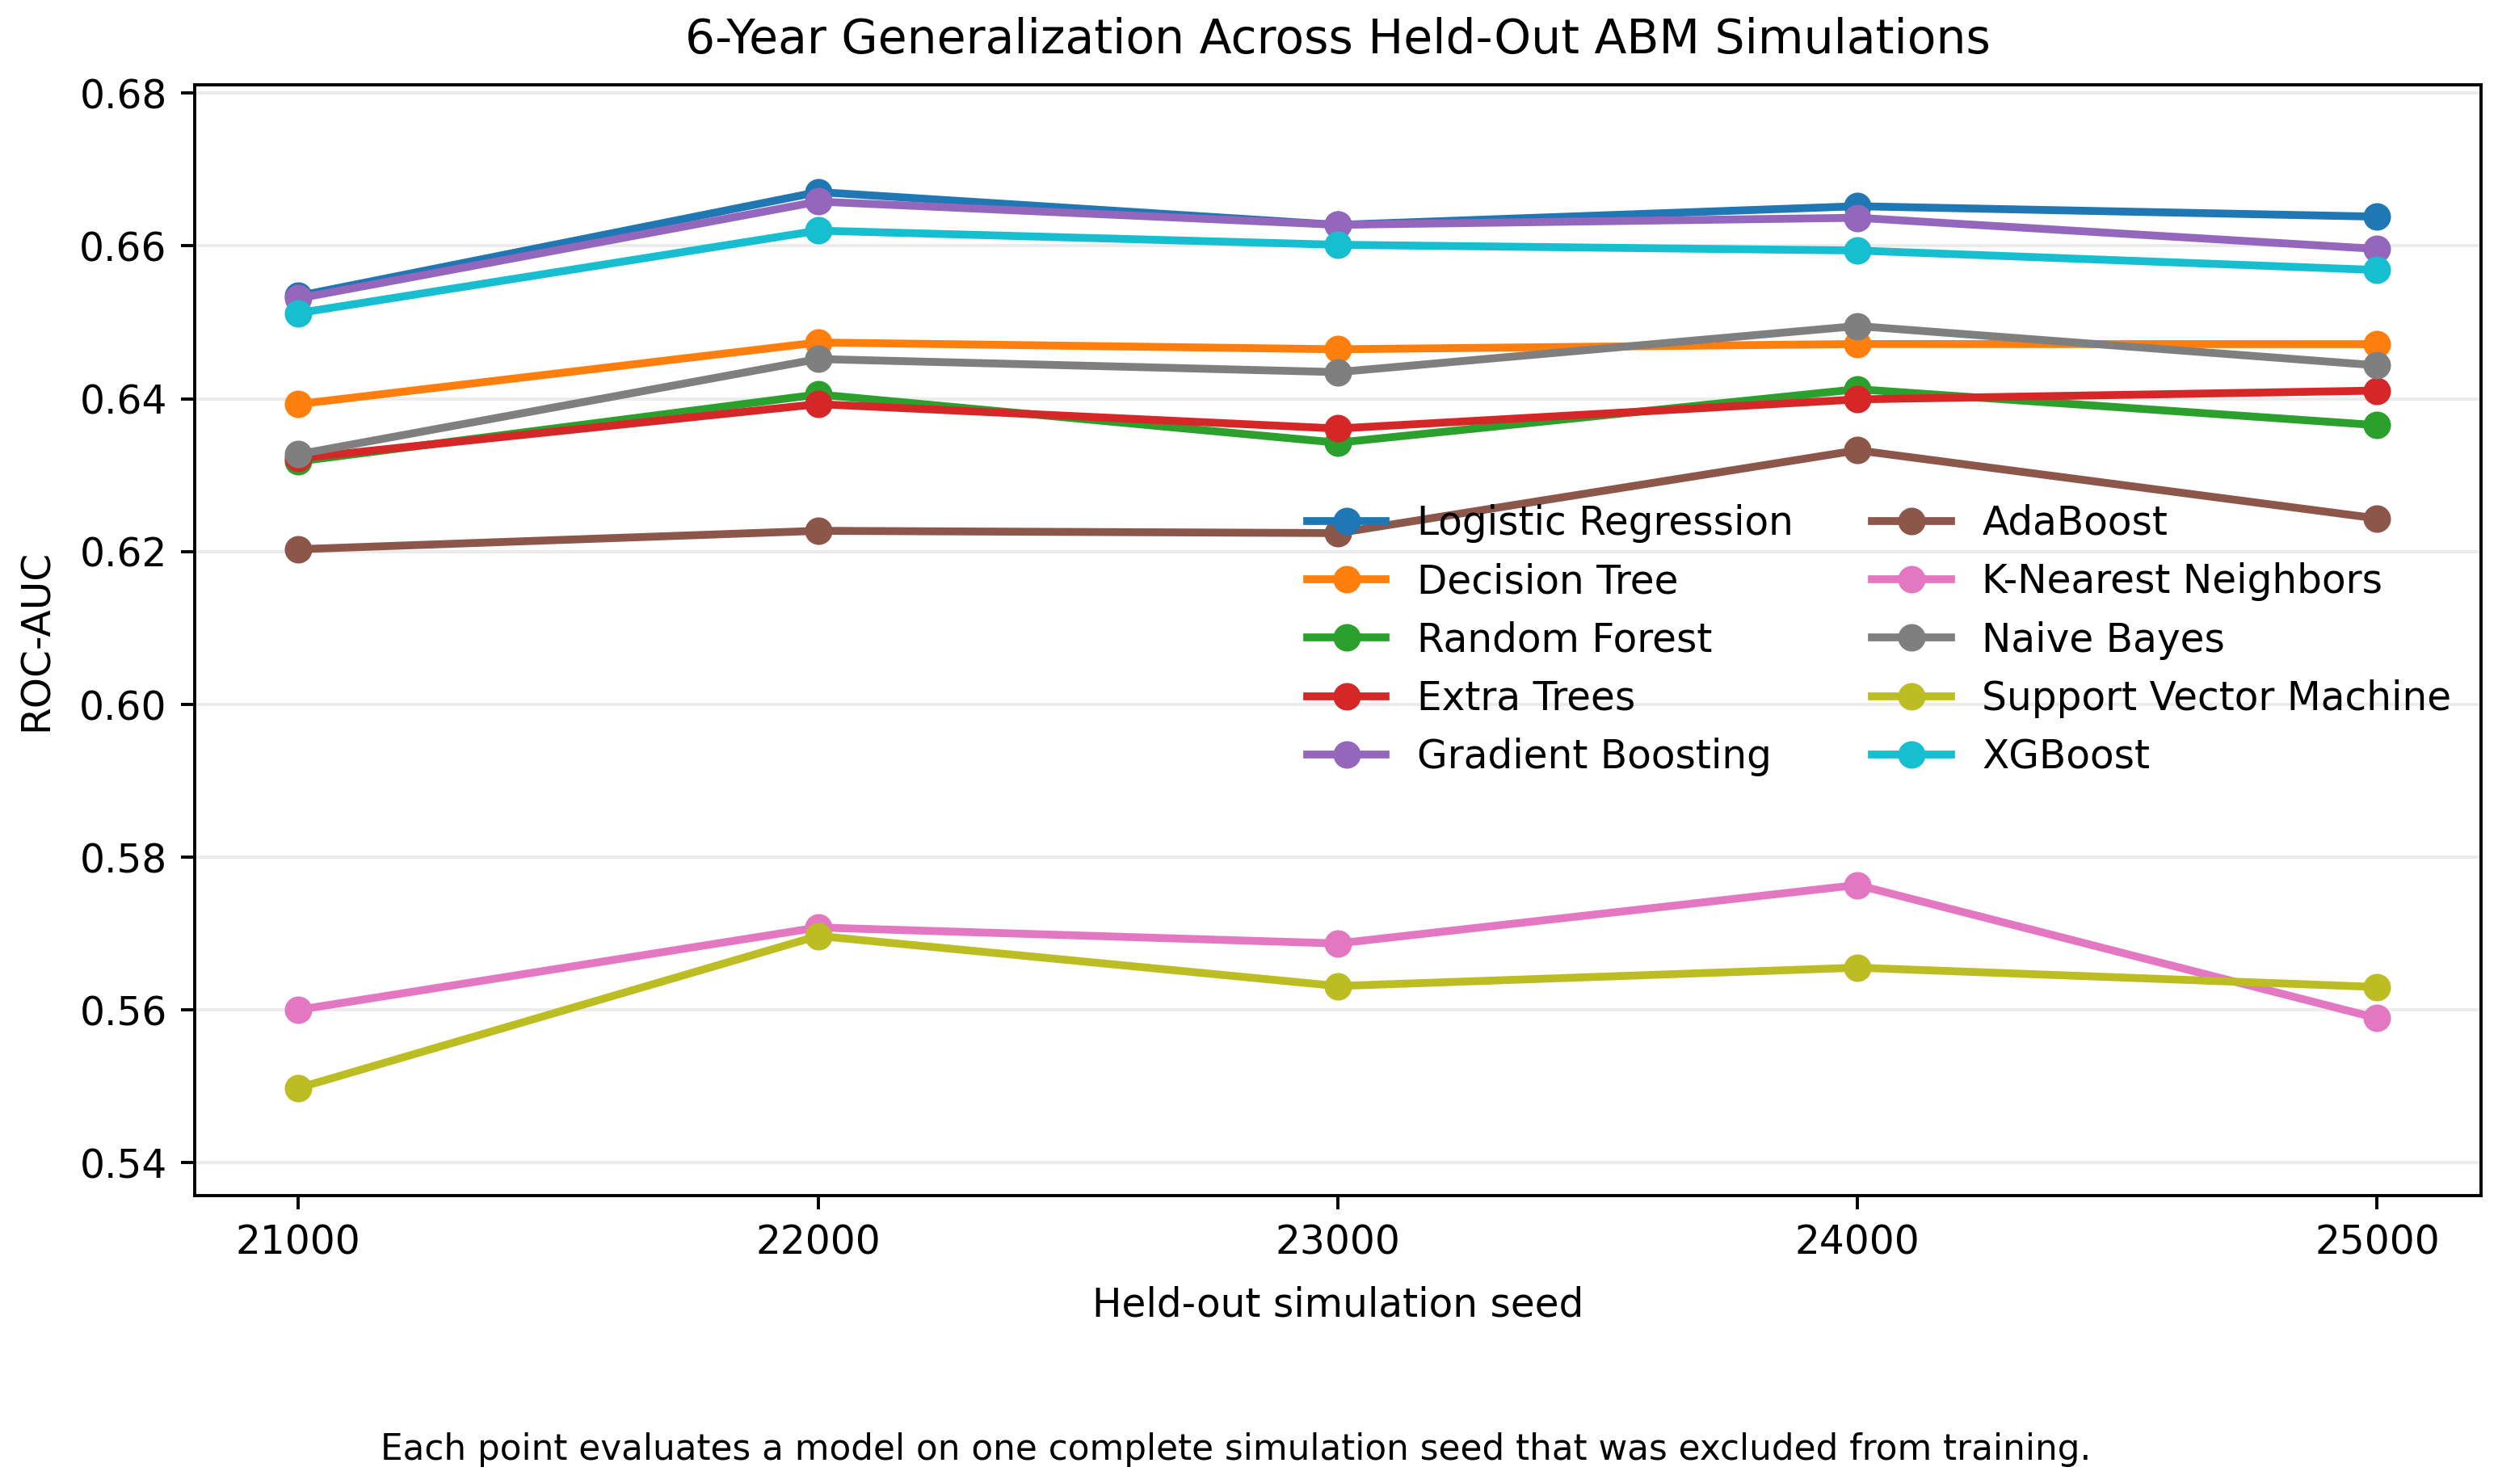 6-Year Generalization Across Held-Out ABM Simulations
ROC-AUC
0.68
0.66
0.64
0.62
0.60
0.58
0.56
0.54
Logistic Regression
Decision Tree
Random Forest
Extra Trees
Gradient Boosting
AdaBoost
K-Nearest Neighbors
Naive Bayes
Support Vector Machine
XGBoost
21000 22000 23000 24000 25000
Held-out simulation seed
Each point evaluates a model on one complete simulation seed that was excluded from training.